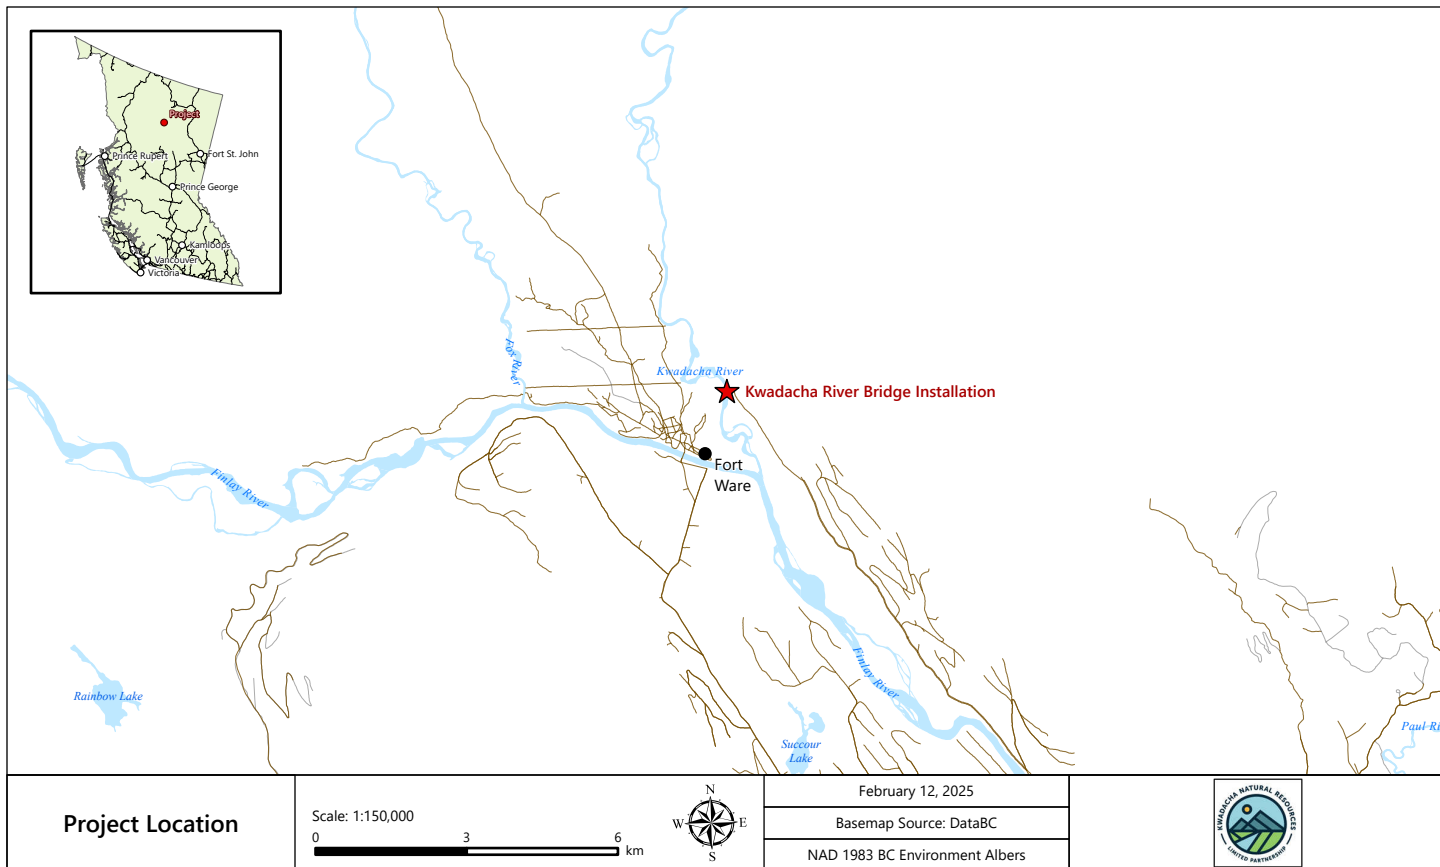 Project
Prince Rupert
Fort St. John
Prince George
Kamloops
Vancouver
Victoria
Fox River
Kwadacha River
Kwadacha River Bridge Installation
Fort
Ware
Finlay River
Finlay River
Rainbow Lake
Succour
Lake
Paul Ri
Project Location
Scale: 1:150,000
0 3 6
km
N
W E
S
February 12, 2025
Basemap Source: DataBC
NAD 1983 BC Environment Albers
KWADACHA NATURAL RESOURCES
LIMITED PARTNERSHIP